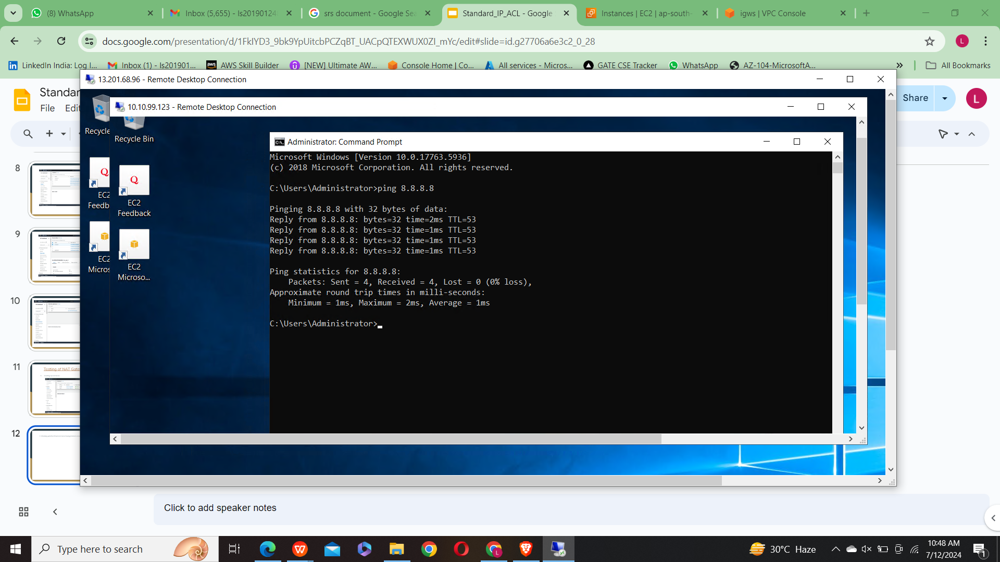 (8) WhatsApp
Inbox (5,655) - ls20190124
srs document - Google Sea
Standard_IP_ACL - Google
Instances | EC2 | ap-south-
igws | VPC Console
docs.google.com/presentation/d/1FklYD3_9bk9YpUitcbPCZqBT_UACpQTEXWUX0ZI_mYc/edit#slide=id.g27706a6e3c2_0_28
L
LinkedIn India: Log I...
Inbox (1) - ls201901...
AWS Skill Builder
[NEW] Ultimate AW...
Console Home | Co...
All services - Micros...
GATE CSE Tracker
WhatsApp
AZ-104-MicrosoftA...
All Bookmarks
13.201.68.96 - Remote Desktop Connection
Standar
File Edit
Share
L
10.10.99.123 - Remote Desktop Connection
Recycle
Recycle Bin
EC2
Feedb
EC2
Feedback
EC2
Micros
EC2
Microso...
Administrator: Command Prompt
Microsoft Windows [Version 10.0.17763.5936]
(c) 2018 Microsoft Corporation. All rights reserved.
C:\Users\Administrator>ping 8.8.8.8
Pinging 8.8.8.8 with 32 bytes of data:
Reply from 8.8.8.8: bytes=32 time=2ms TTL=53
Reply from 8.8.8.8: bytes=32 time=1ms TTL=53
Reply from 8.8.8.8: bytes=32 time=1ms TTL=53
Reply from 8.8.8.8: bytes=32 time=1ms TTL=53
Ping statistics for 8.8.8.8:
Packets: Sent = 4, Received = 4, Lost = 0 (0% loss),
Approximate round trip times in milli-seconds:
Minimum = 1ms, Maximum = 2ms, Average = 1ms
C:\Users\Administrator>
8
9
10
11
Testing of NAT Gate
12
Click to add speaker notes
Type here to search
30°C Haze
10:48 AM
7/12/2024
1